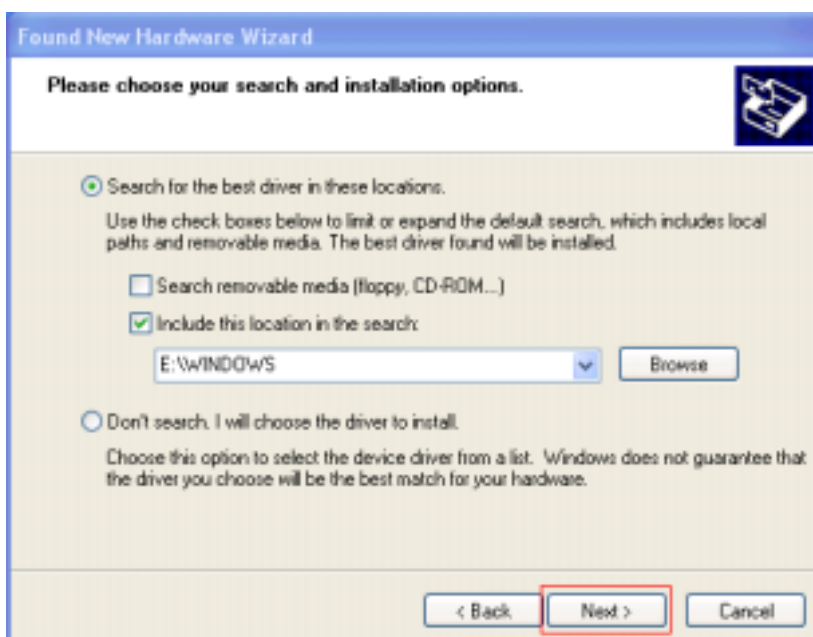 Found New Hardware Wizard
Please choose your search and installation options.
Search for the best driver in these locations.
Use the check boxes below to limit or expand the default search, which includes local
paths and removable media. The best driver found will be installed.
Search removable media (floppy, CD-ROM...)
Include this location in the search:
E:\WINDOWS
Browse
Don't search. I will choose the driver to install.
Choose this option to select the device driver from a list. Windows does not guarantee that
the driver you choose will be the best match for your hardware.
< Back Next > Cancel